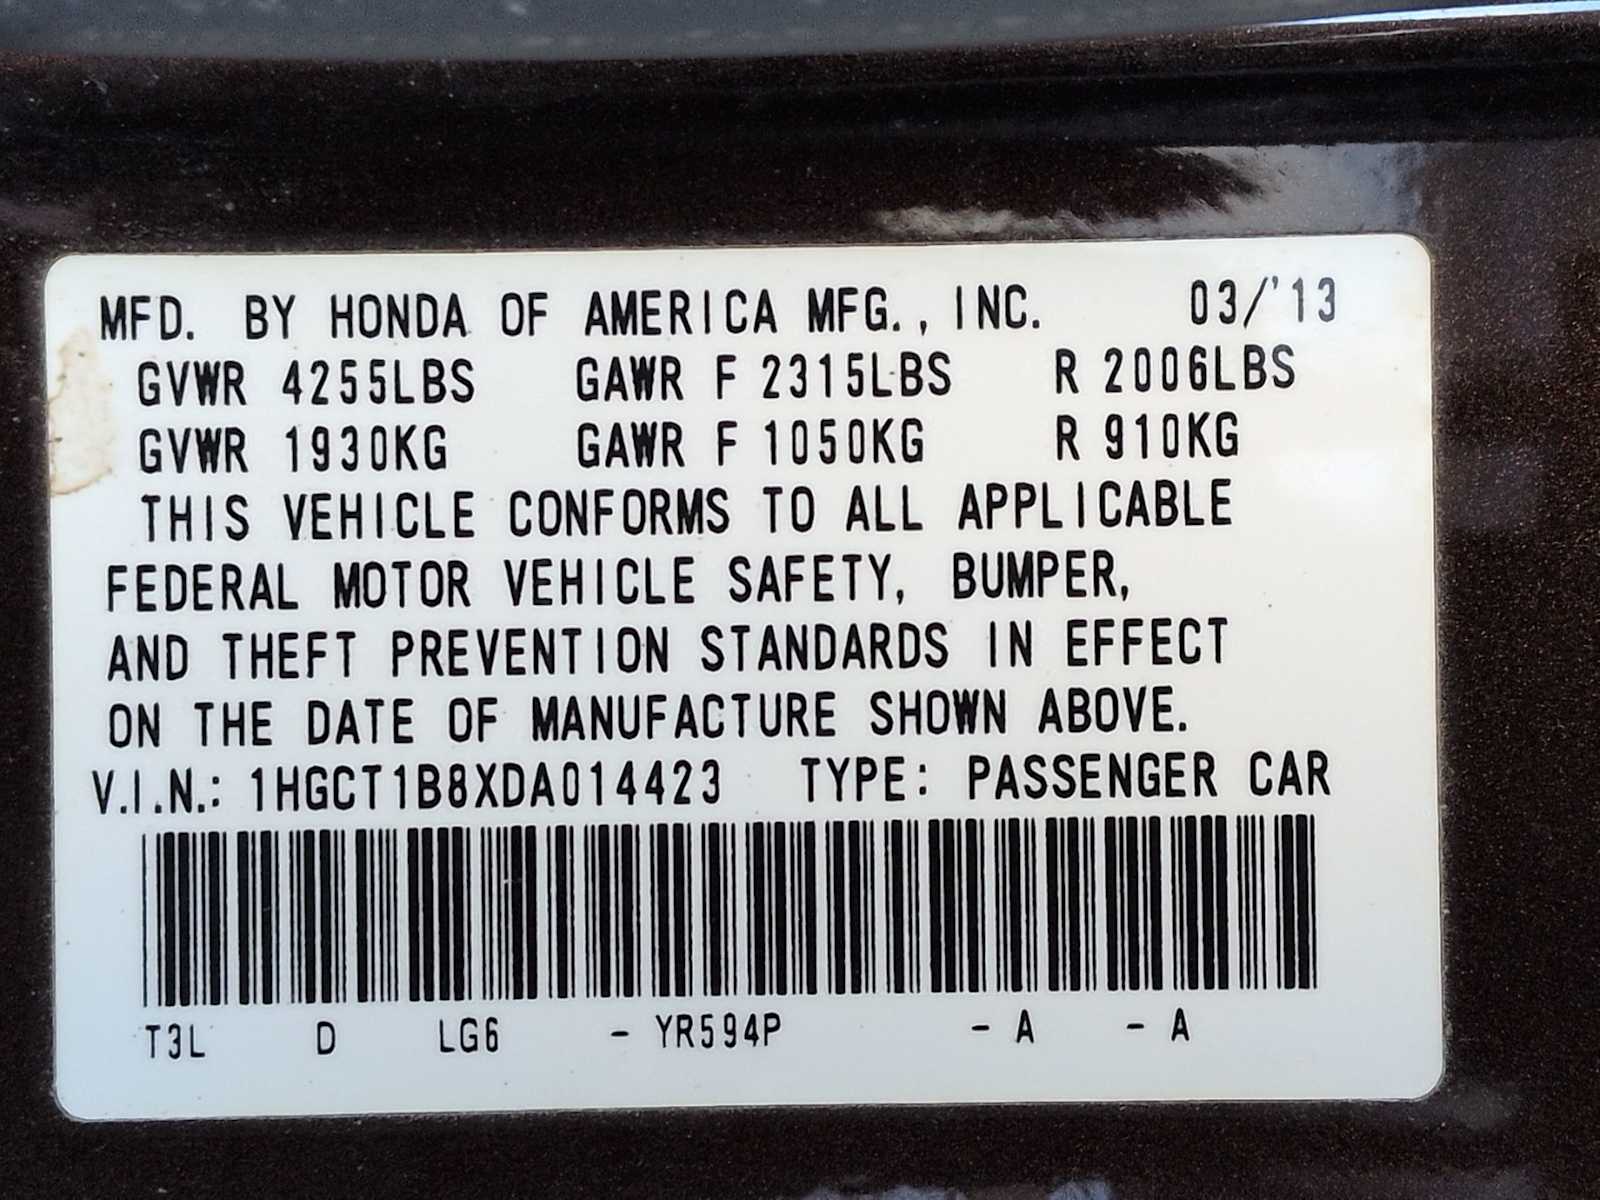 MFD. BY HONDA OF AMERICA MFG., INC. 03/'13
GVWR 4255LBS GAWR F 2315LBS R 2006LBS
GVWR 1930KG GAWR F 1050KG R 910KG
THIS VEHICLE CONFORMS TO ALL APPLICABLE
FEDERAL MOTOR VEHICLE SAFETY, BUMPER,
AND THEFT PREVENTION STANDARDS IN EFFECT
ON THE DATE OF MANUFACTURE SHOWN ABOVE.
V.I.N.: 1HGCT1B8XDA014423 TYPE: PASSENGER CAR
T3L D LG6 - YR594P - A - A